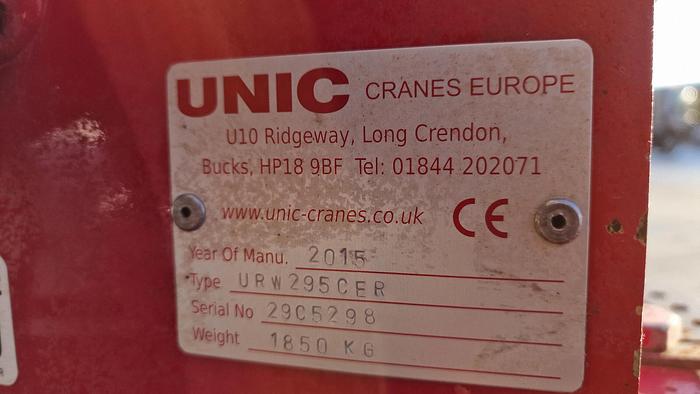 UNIC CRANES EUROPE
U10 Ridgeway, Long Crendon,
Bucks, HP18 9BF Tel: 01844 202071
www.unic-cranes.co.uk CE
Year Of Manu. 2015
Type URW295CER
Serial No 29C5298
Weight 1850 KG